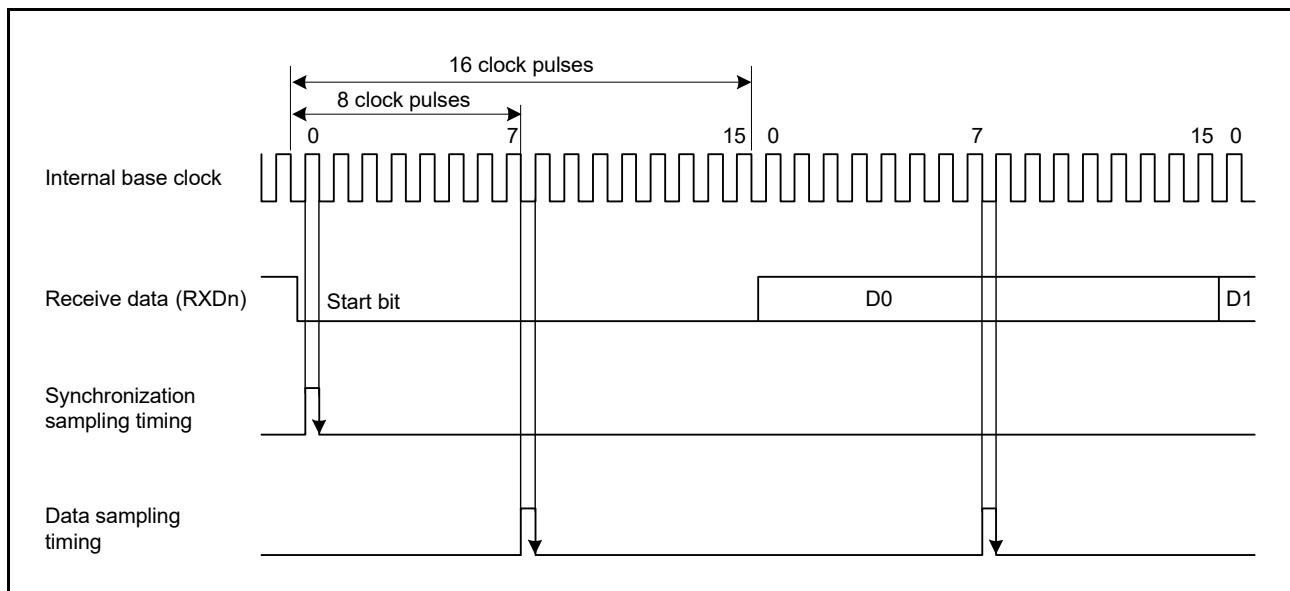 16 clock pulses
8 clock pulses
0 7 15 0 7 15 0
Internal base clock
Receive data (RXDn)
Start bit
D0
D1
Synchronization
sampling timing
Data sampling
timing